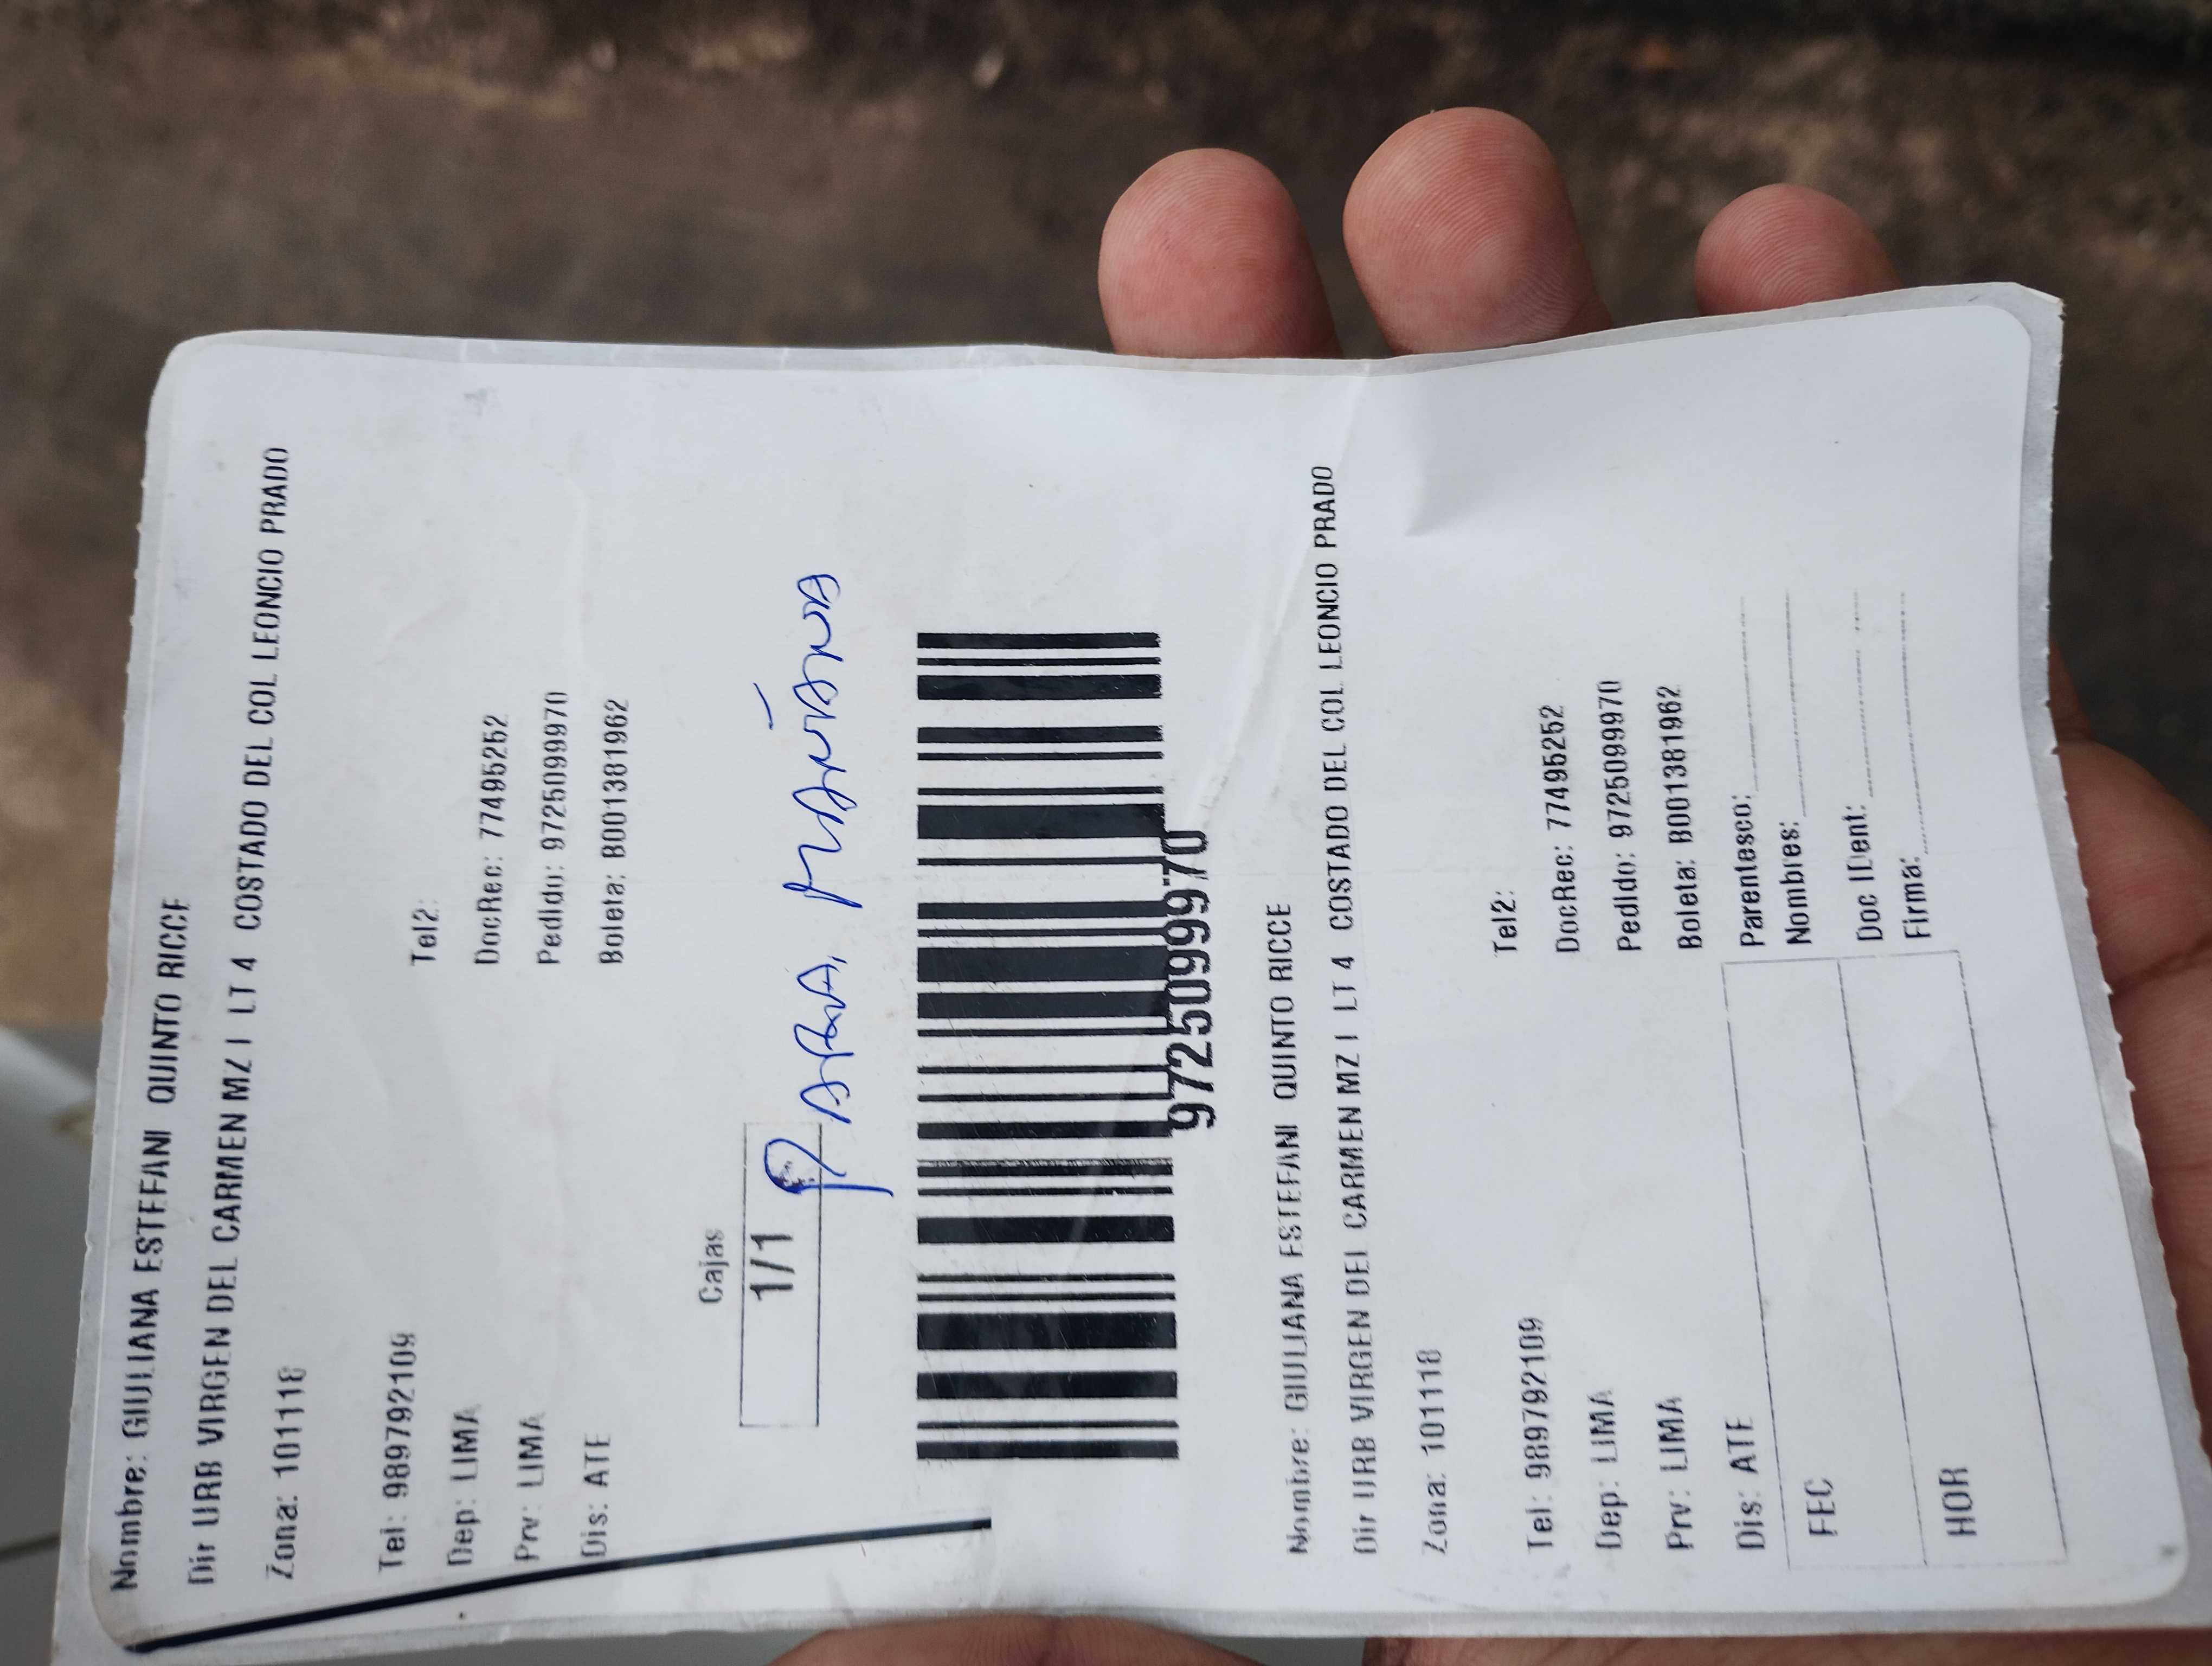 Nombre: GIULIANA ESTEFANI QUINTO RICCE
Dir URB VIRGEN DEL CARMEN MZ I LT 4 COSTADO DEL COL LEONCIO PRADO
Zona: 101118
Tel: 989792109
Tel2:
Dep: LIMA
DocRec: 77495252
Prv: LIMA
Pedido: 9725099970
Dis: ATE
Boleta: B001381962
Cajas
1/1
PARA MAÑANA
9725099970
Nombre: GIULIANA ESTEFANI QUINTO RICCE
Dir URB VIRGEN DEL CARMEN MZ I LT 4 COSTADO DEL COL LEONCIO PRADO
Zona: 101118
Tel: 989792109
Tel2:
Dep: LIMA
DocRec: 77495252
Prv: LIMA
Pedido: 9725099970
Dis: ATE
Boleta: B001381962
FEC
Parentesco:
Nombres:
HOR
Doc IDent:
Firma: